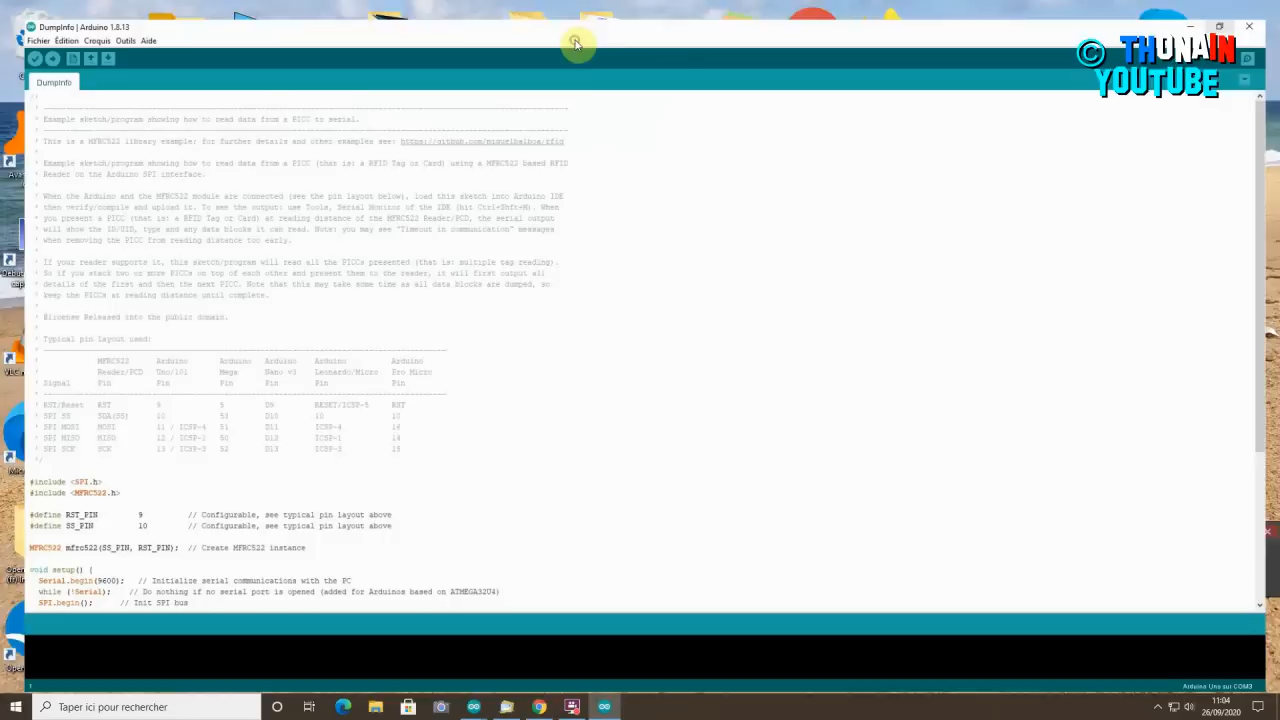 DumpInfo | Arduino 1.8.13
Fichier Édition Croquis Outils Aide
© THONAIN
YOUTUBE
DumpInfo
/*
* --------------------------------------------------------------------------------------------------------------------
* Example sketch/program showing how to read data from a PICC to serial.
* --------------------------------------------------------------------------------------------------------------------
* This is a MFRC522 library example; for further details and other examples see: https://github.com/miguelbalboa/rfid
*
* Example sketch/program showing how to read data from a PICC (that is: a RFID Tag or Card) using a MFRC522 based RFID
* Reader on the Arduino SPI interface.
*
* When the Arduino and the MFRC522 module are connected (see the pin layout below), load this sketch into Arduino IDE
* then verify/compile and upload it. To see the output: use Tools, Serial Monitor of the IDE (hit Ctrl+Shft+M). When
* you present a PICC (that is: a RFID Tag or Card) at reading distance of the MFRC522 Reader/PCD, the serial output
* will show the ID/UID, type and any data blocks it can read. Note: you may see "Timeout in communication" messages
* when removing the PICC from reading distance too early.
*
* If your reader supports it, this sketch/program will read all the PICCs presented (that is: multiple tag reading).
* So if you stack two or more PICCs on top of each other and present them to the reader, it will first output all
* details of the first and then the next PICC. Note that this may take some time as all data blocks are dumped, so
* keep the PICCs at reading distance until complete.
*
* @license Released into the public domain.
*
* Typical pin layout used:
* -----------------------------------------------------------------------------------------
* MFRC522 Arduino Arduino Arduino Arduino Arduino
* Reader/PCD Uno/101 Mega Nano v3 Leonardo/Micro Pro Micro
* Signal Pin Pin Pin Pin Pin Pin
* -----------------------------------------------------------------------------------------
* RST/Reset RST 9 5 D9 RESET/ICSP-5 RST
* SPI SS SDA(SS) 10 53 D10 10 10
* SPI MOSI MOSI 11 / ICSP-4 51 D11 ICSP-4 16
* SPI MISO MISO 12 / ICSP-1 50 D12 ICSP-1 14
* SPI SCK SCK 13 / ICSP-3 52 D13 ICSP-3 15
*/
#include <SPI.h>
#include <MFRC522.h>
#define RST_PIN 9 // Configurable, see typical pin layout above
#define SS_PIN 10 // Configurable, see typical pin layout above
MFRC522 mfrc522(SS_PIN, RST_PIN); // Create MFRC522 instance
void setup() {
Serial.begin(9600); // Initialize serial communications with the PC
while (!Serial); // Do nothing if no serial port is opened (added for Arduinos based on ATMEGA32U4)
SPI.begin(); // Init SPI bus
1
Arduino Uno sur COM3
Taper ici pour rechercher
11:04
26/09/2020